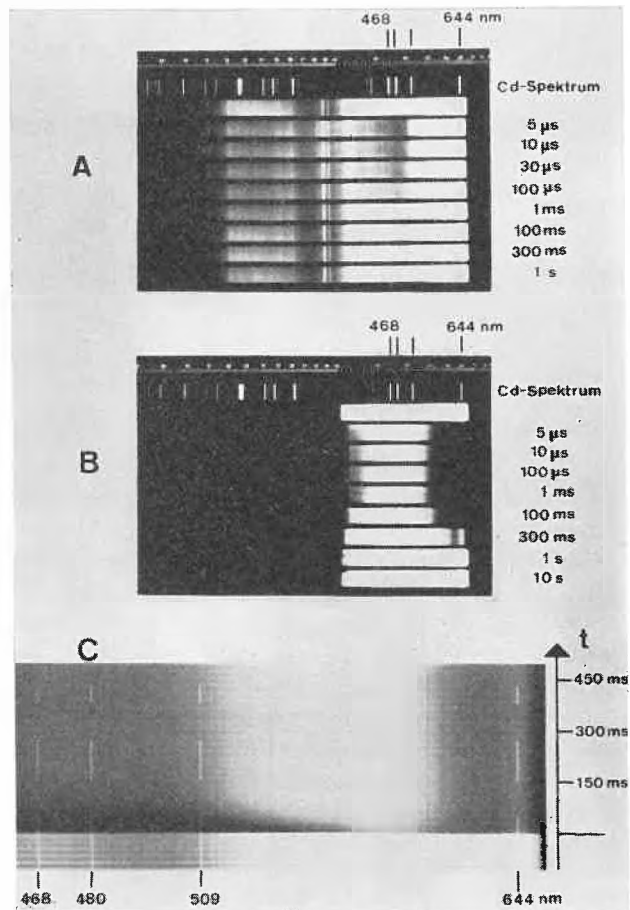 468 644 nm
Cd-Spektrum
A
5 µs
10 µs
30 µs
100 µs
1 ms
100 ms
300 ms
1 s
468 644 nm
Cd-Spektrum
B
5 µs
10 µs
100 µs
1 ms
100 ms
300 ms
1 s
10 s
C
t
450 ms
300 ms
150 ms
468 480 509 644 nm